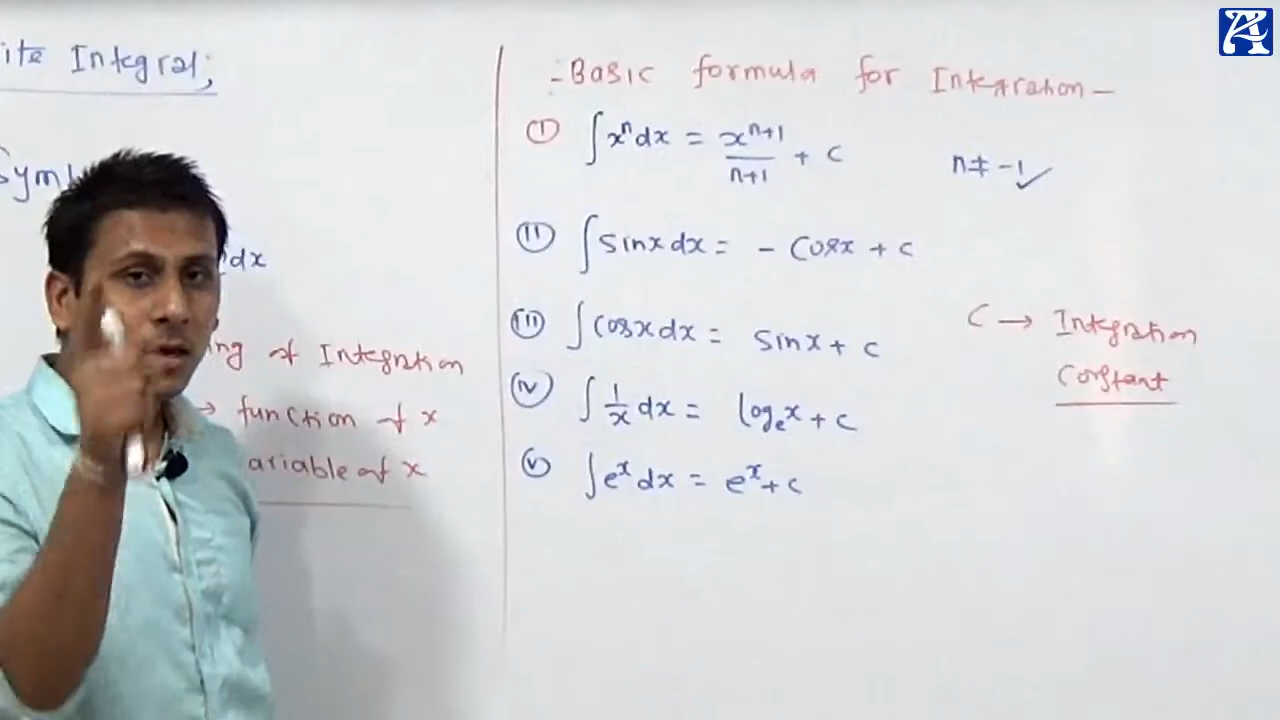 ite Integral;
Sym
dx
ng of Integration
→ function of x
ariable of x
-: Basic formula for Integration -
(I) ∫xⁿdx = xⁿ⁺¹/n+1 + c n ≠ -1 ✓
(II) ∫sinx dx = - Cosx + c
(III) ∫Cosx dx = sinx + c
(IV) ∫1/x dx = logₑx + c
(V) ∫eˣ dx = eˣ + c
C → Integration
Constant